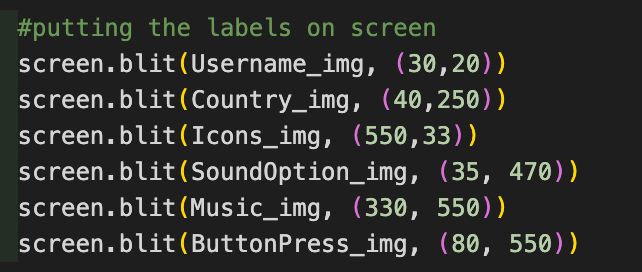 #putting the labels on screen
screen.blit(Username_img, (30,20))
screen.blit(Country_img, (40,250))
screen.blit(Icons_img, (550,33))
screen.blit(SoundOption_img, (35, 470))
screen.blit(Music_img, (330, 550))
screen.blit(ButtonPress_img, (80, 550))